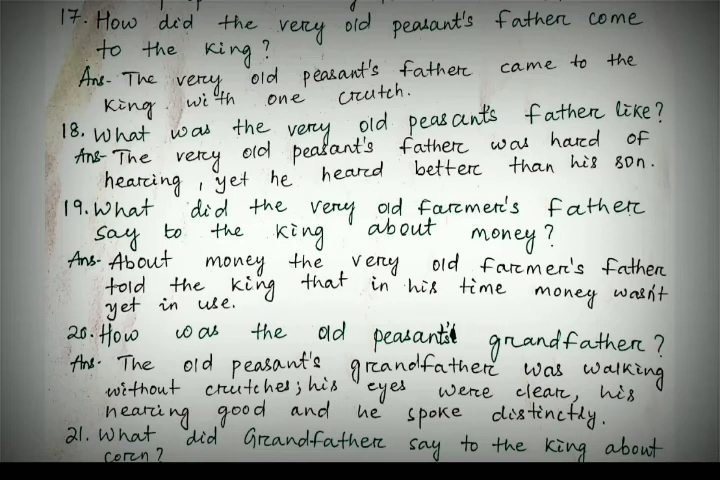 17. How did the very old peasant's father come
to the king?
Ans- The very old peasant's father came to the
king with one crutch.
18. What was the very old peasants father like?
Ans- The very old peasant's father was hard of
hearing, yet he heard better than his son.
19. What did the very old farmer's father
say to the king about money?
Ans- About money the very old farmer's father
told the king that in his time money wasn't
yet in use.
20. How was the old peasant's grandfather?
Ans- The old peasant's grandfather was walking
without crutches; his eyes were clear, his
hearing good and he spoke distinctly.
21. What did Grandfather say to the king about
corn?